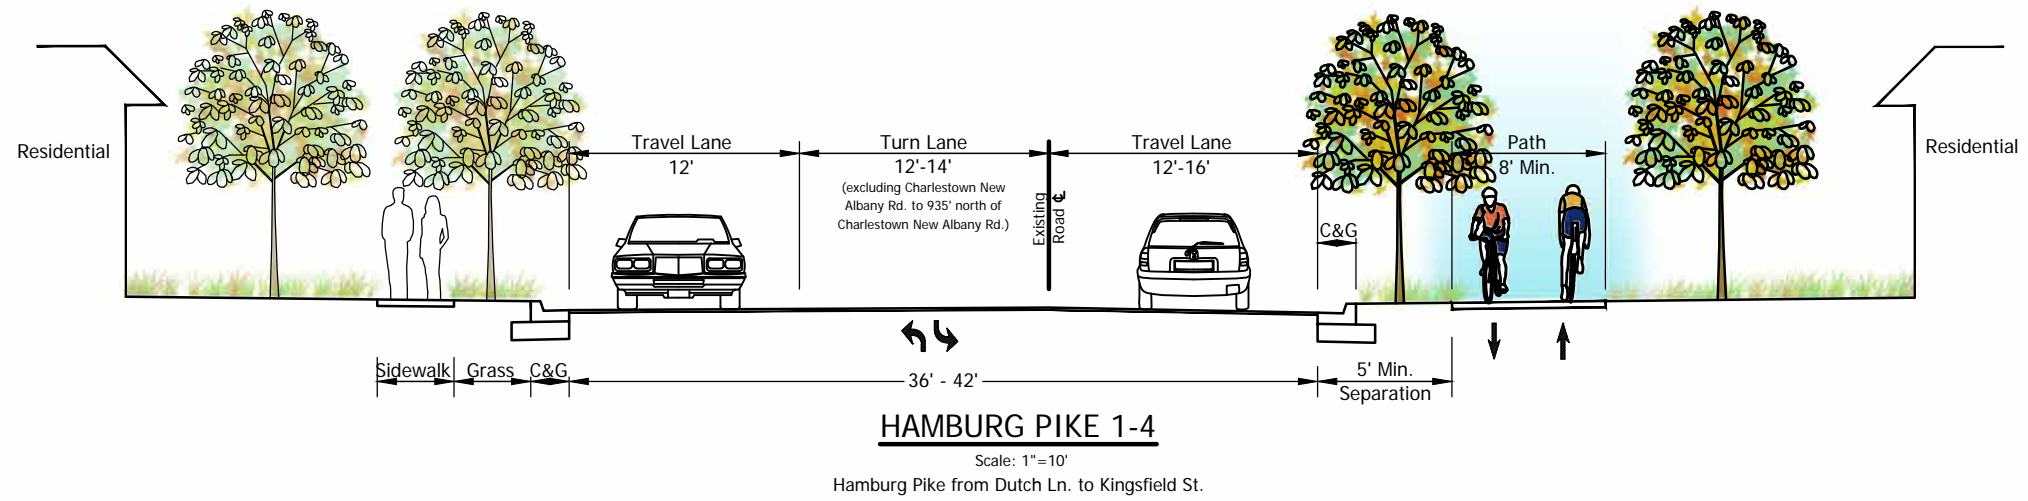 Travel Lane
12'
Turn Lane
12'-14'
(excluding Charlestown New
Albany Rd. to 935' north of
Charlestown New Albany Rd.)
Existing
Road ℄
Travel Lane
12'-16'
Path
8' Min.
Residential
Residential
C&G
Sidewalk
Grass
C&G
36' - 42'
5' Min.
Separation
HAMBURG PIKE 1-4
Scale: 1"=10'
Hamburg Pike from Dutch Ln. to Kingsfield St.